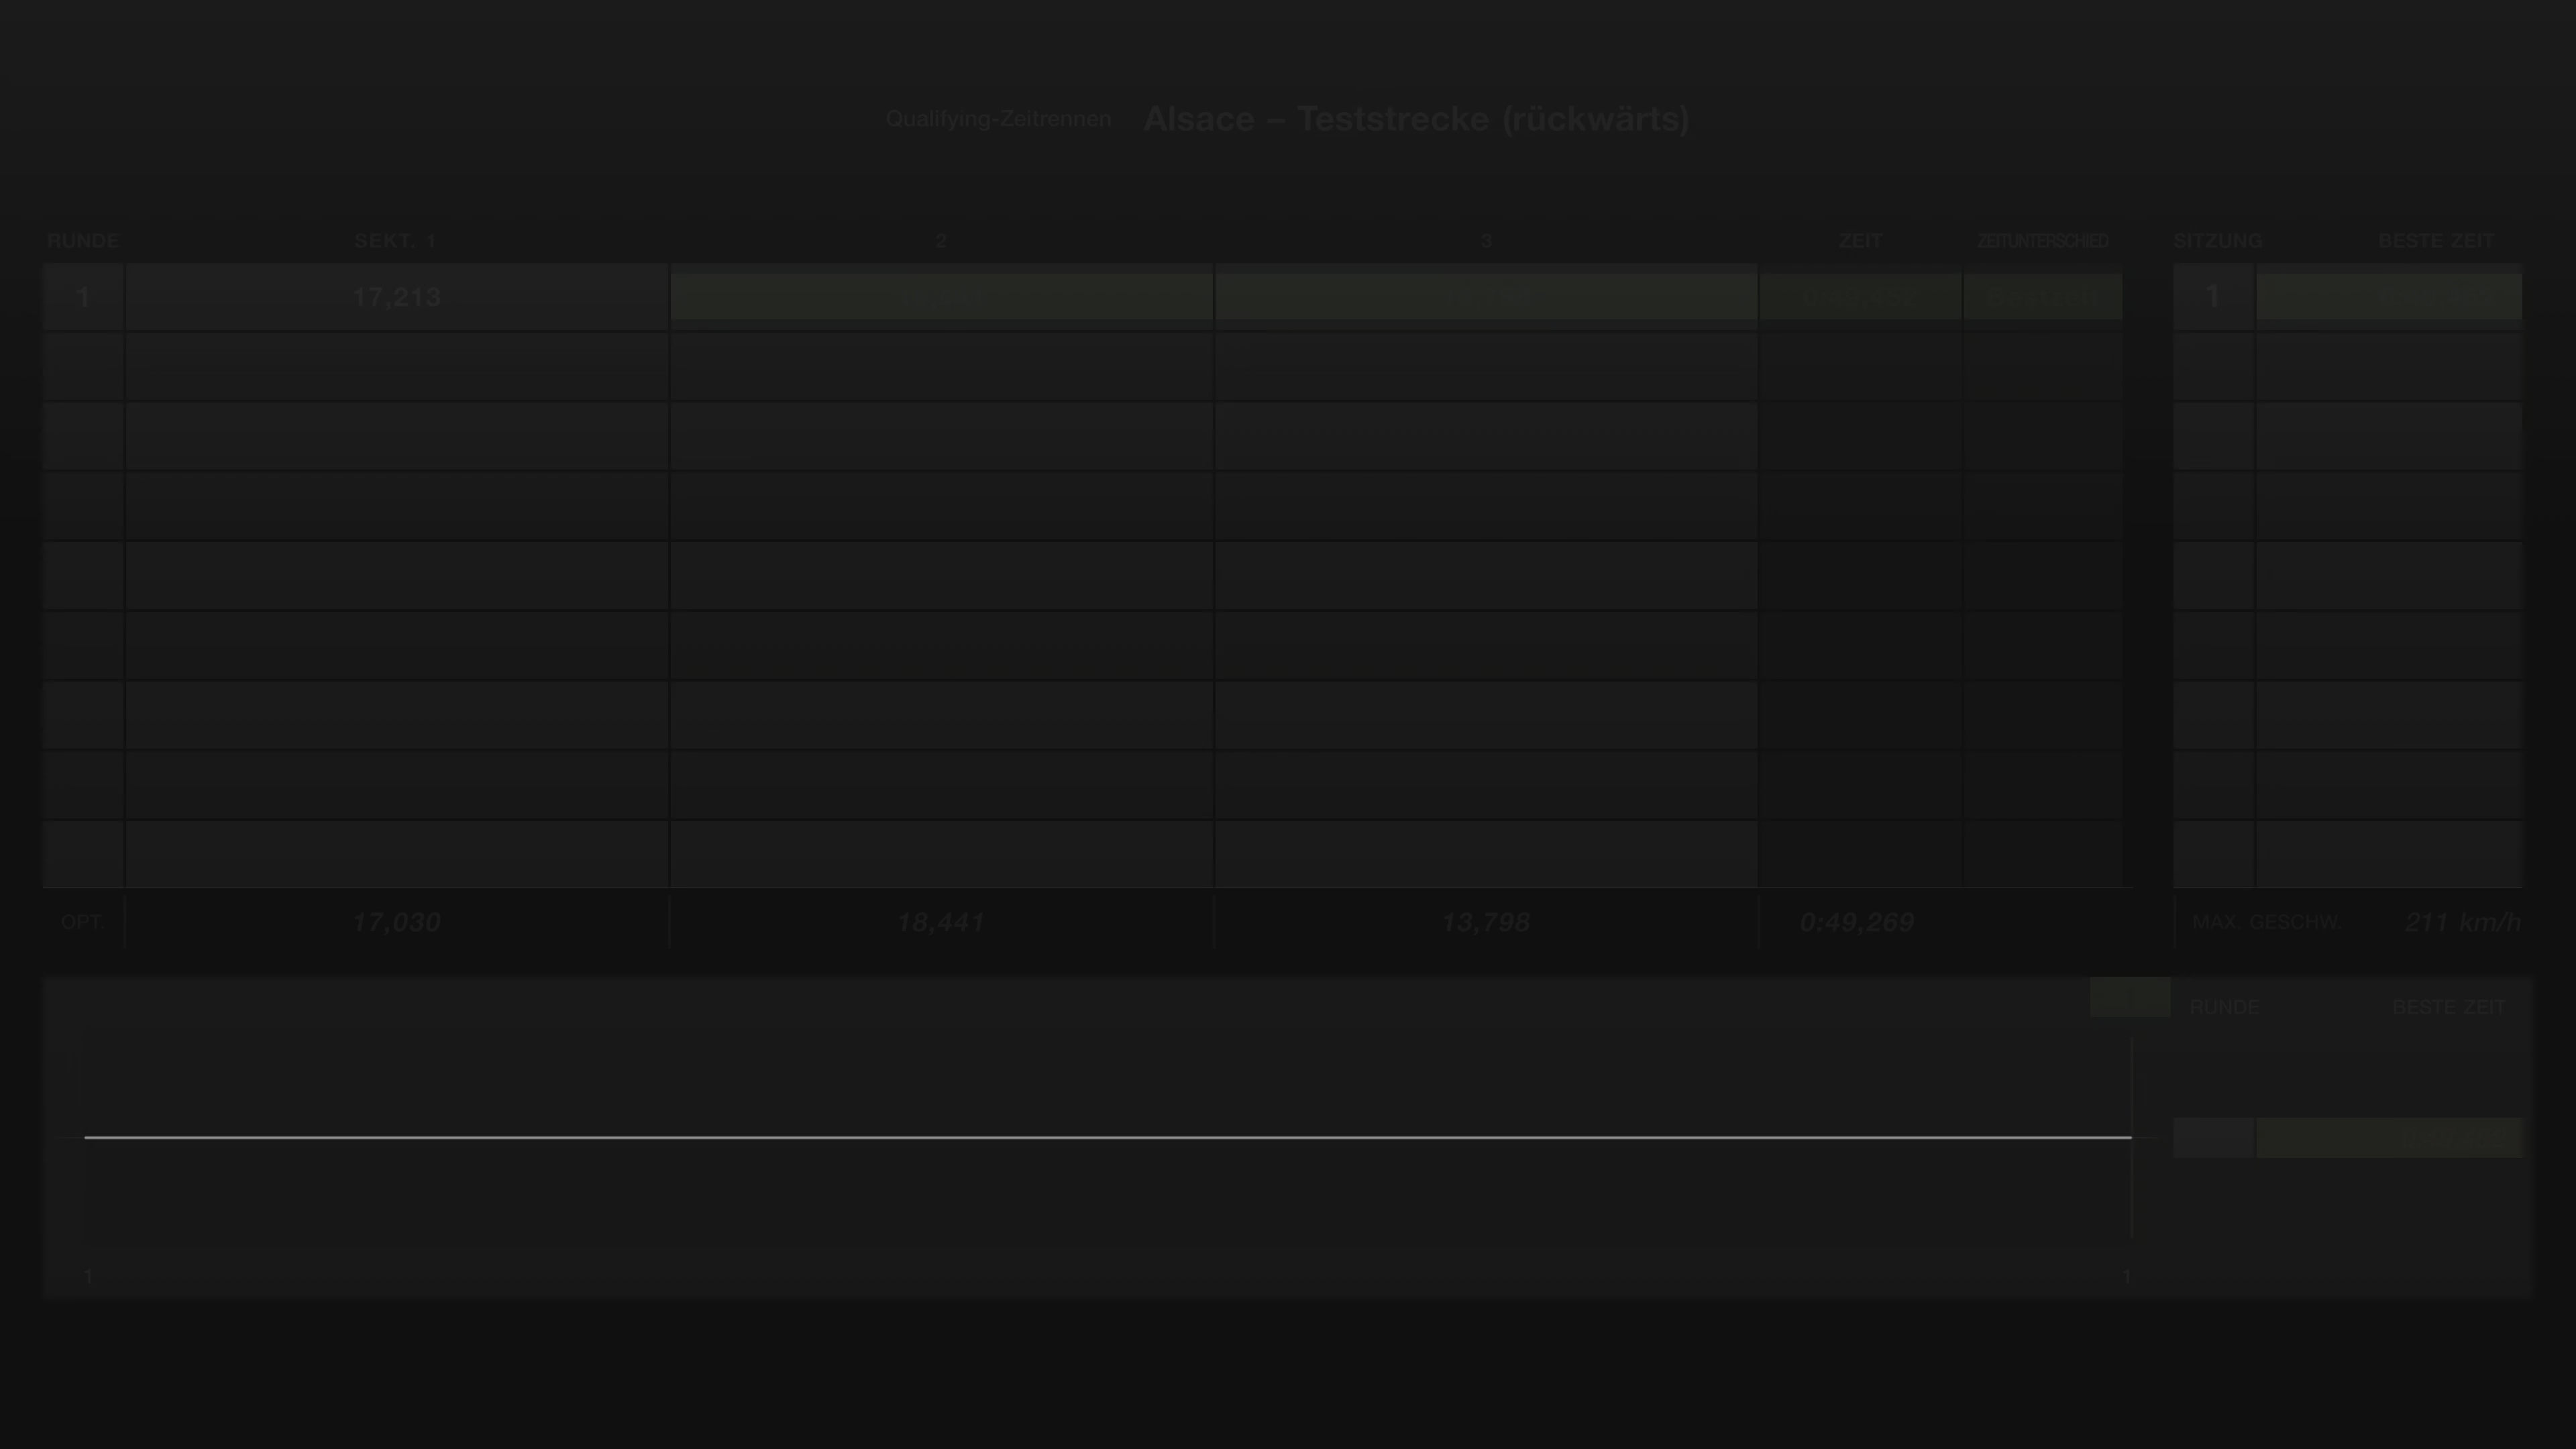 Qualifying-Zeitrennen Alsace – Teststrecke (rückwärts)
RUNDE SEKT. 1 2 3 ZEIT ZEITUNTERSCHIED SITZUNG BESTE ZEIT
1 17,213 1
OPT. 17,030 18,441 13,798 0:49,269 MAX. GESCHW. 211 km/h
RUNDE BESTE ZEIT
1 1